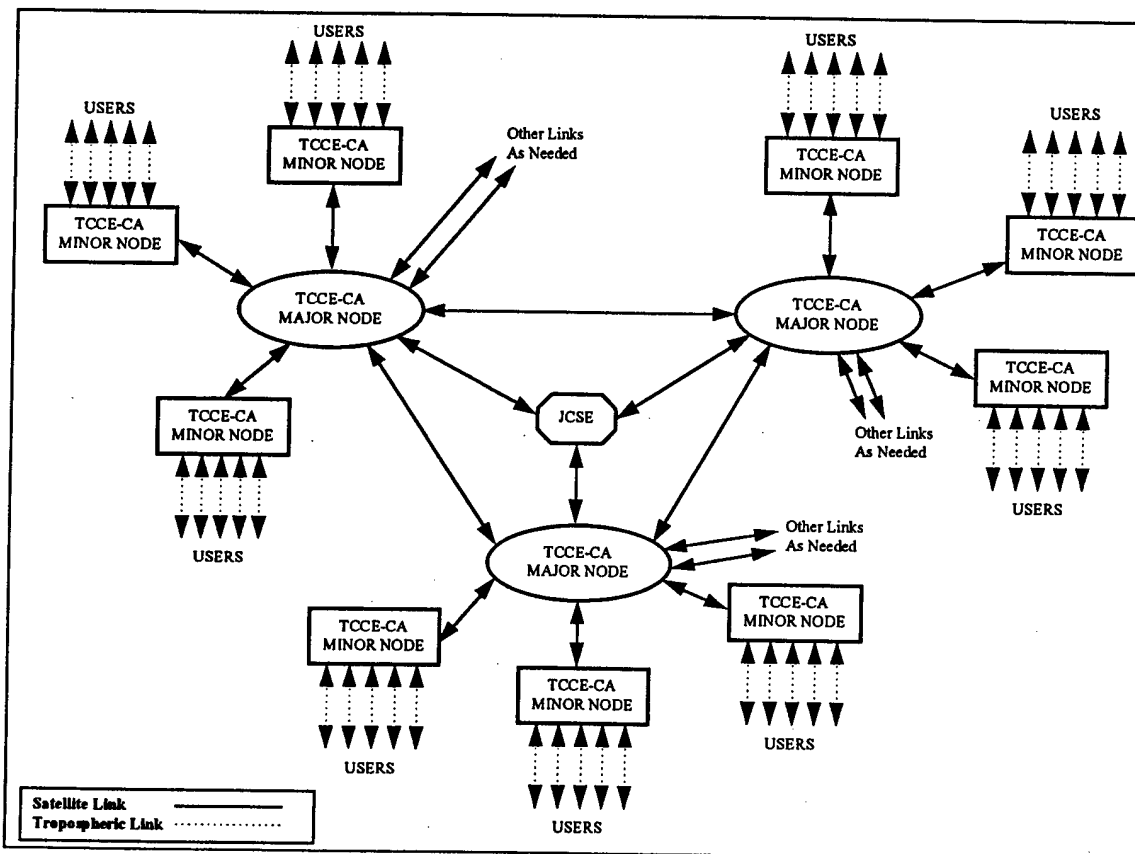 USERS
USERS
USERS
USERS
TCCE-CA
MINOR NODE
Other Links
As Needed
TCCE-CA
MINOR NODE
TCCE-CA
MINOR NODE
TCCE-CA
MINOR NODE
TCCE-CA
MAJOR NODE
TCCE-CA
MAJOR NODE
TCCE-CA
MINOR NODE
TCCE-CA
MINOR NODE
JCSE
Other Links
As Needed
USERS
USERS
Other Links
As Needed
TCCE-CA
MAJOR NODE
TCCE-CA
MINOR NODE
TCCE-CA
MINOR NODE
TCCE-CA
MINOR NODE
USERS
USERS
USERS
Satellite Link
Tropospheric Link